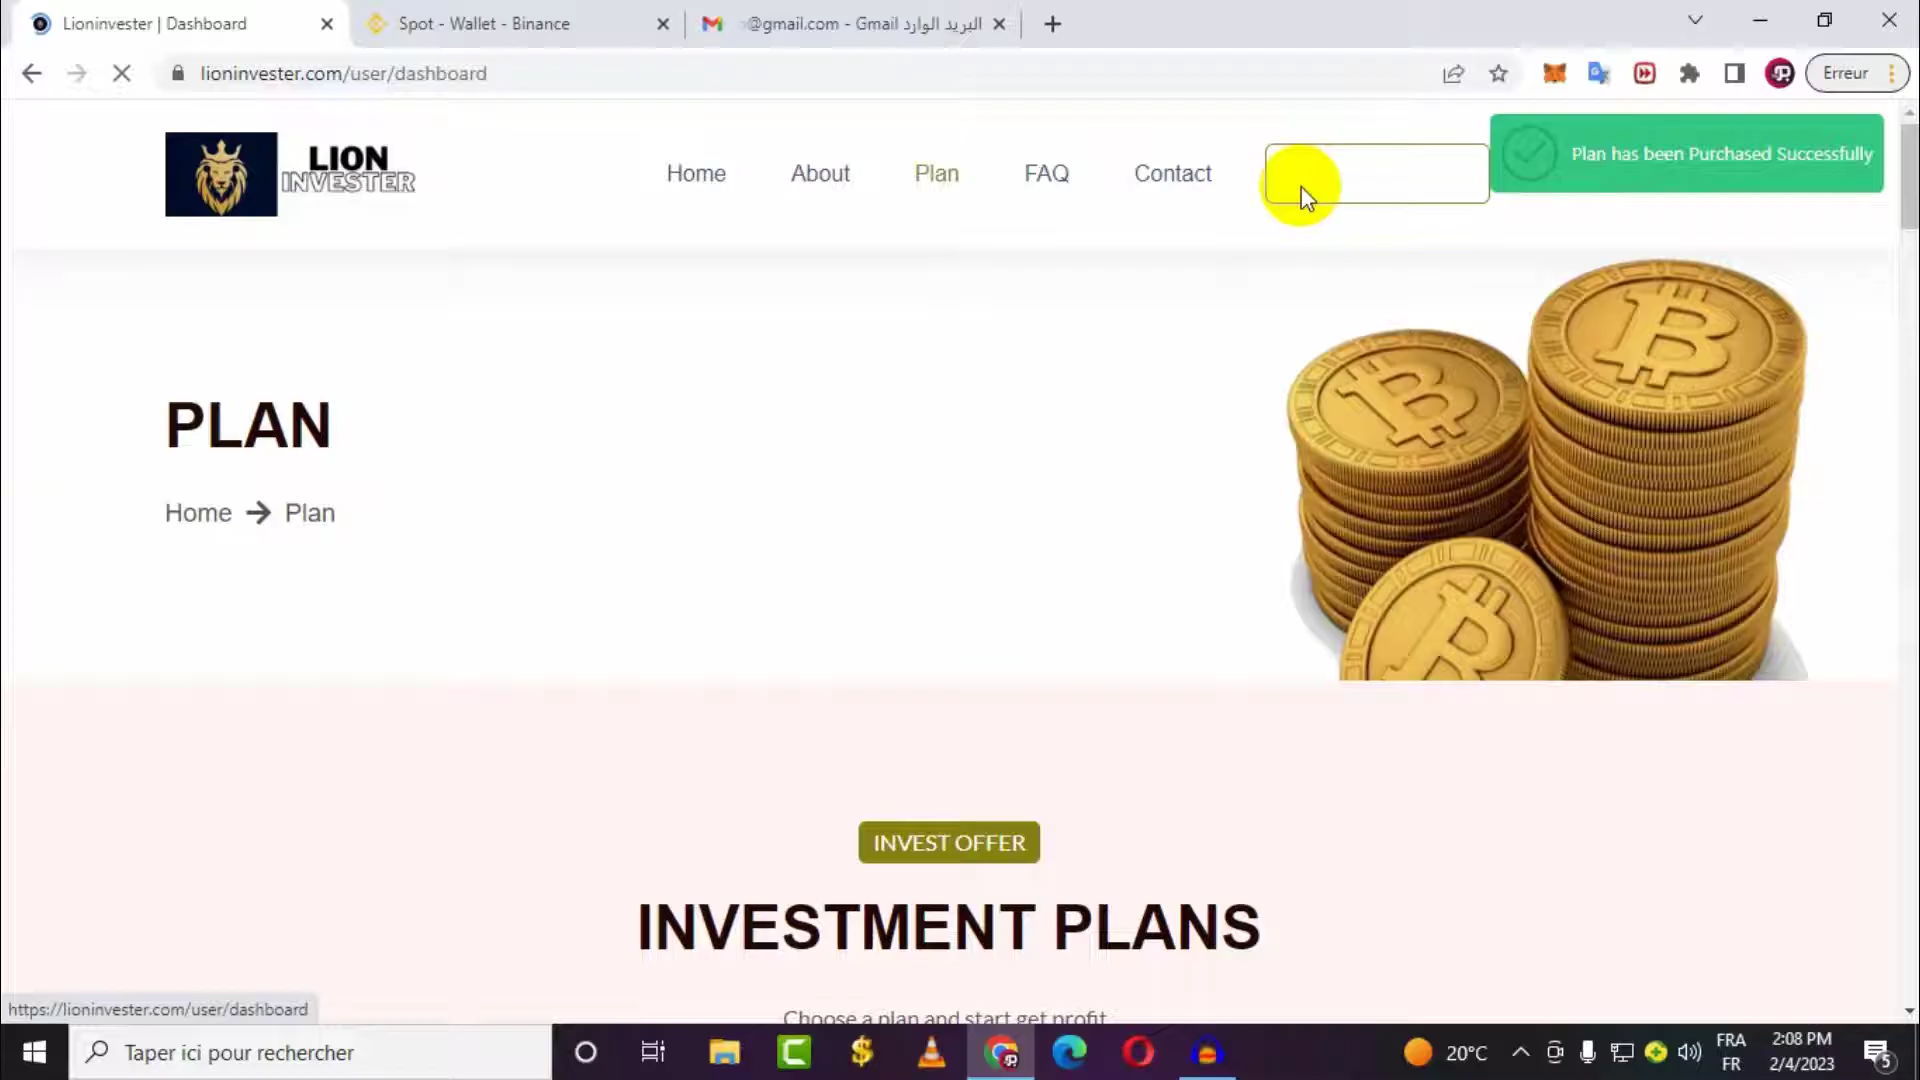 Lioninvester | Dashboard
Spot - Wallet - Binance
@gmail.com - Gmail البريد الوارد
lioninvester.com/user/dashboard
Erreur
LION
INVESTER
Home
About
Plan
FAQ
Contact
Plan has been Purchased Successfully
PLAN
Home → Plan
INVEST OFFER
INVESTMENT PLANS
Choose a plan and start get profit
https://lioninvester.com/user/dashboard
Taper ici pour rechercher
20°C
FRA
FR
2:08 PM
2/4/2023
5